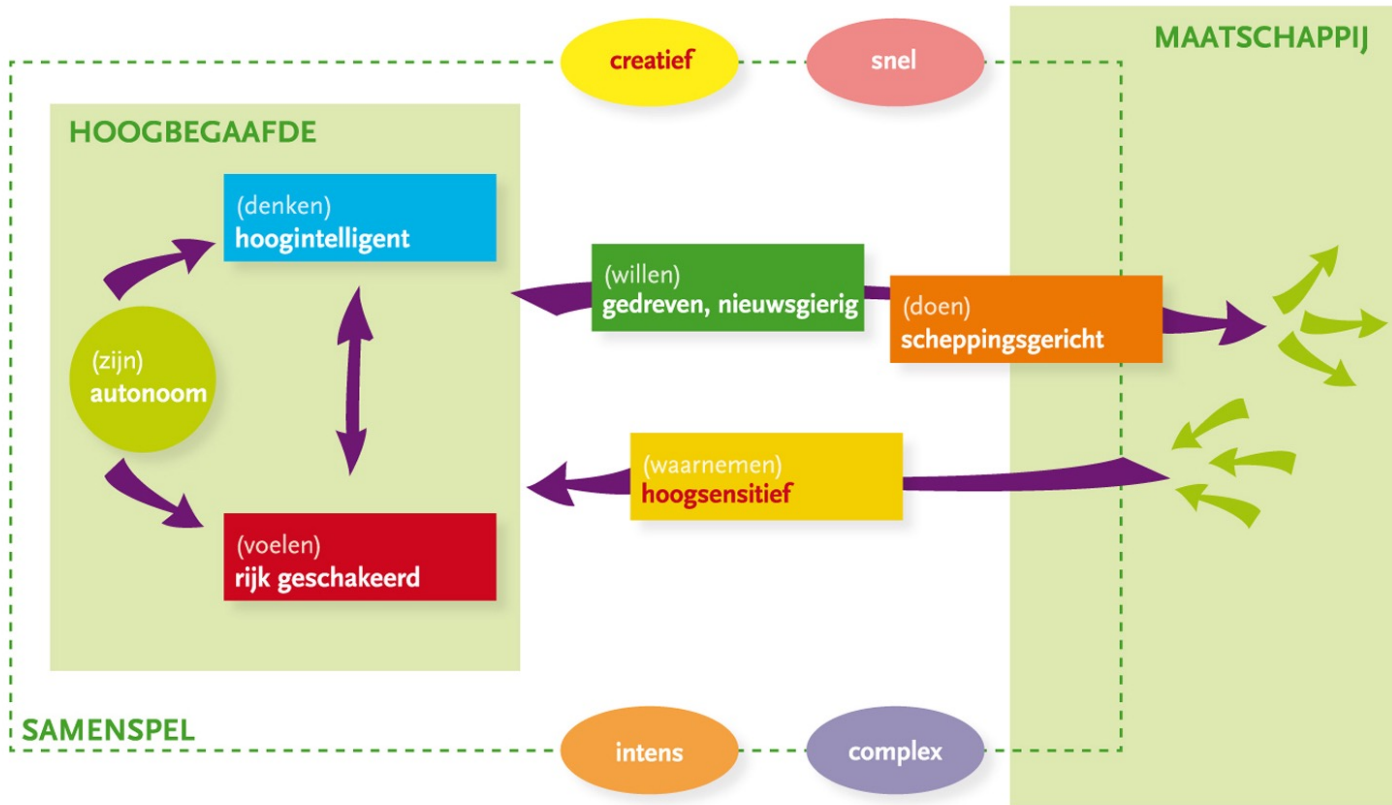 creatief
snel
MAATSCHAPPIJ
HOOGBEGAAFDE
(denken)
hoogintelligent
(willen)
gedreven, nieuwsgierig
(doen)
scheppingsgericht
(zijn)
autonoom
(waarnemen)
hoogsensitief
(voelen)
rijk geschakeerd
SAMENSPEL
intens
complex